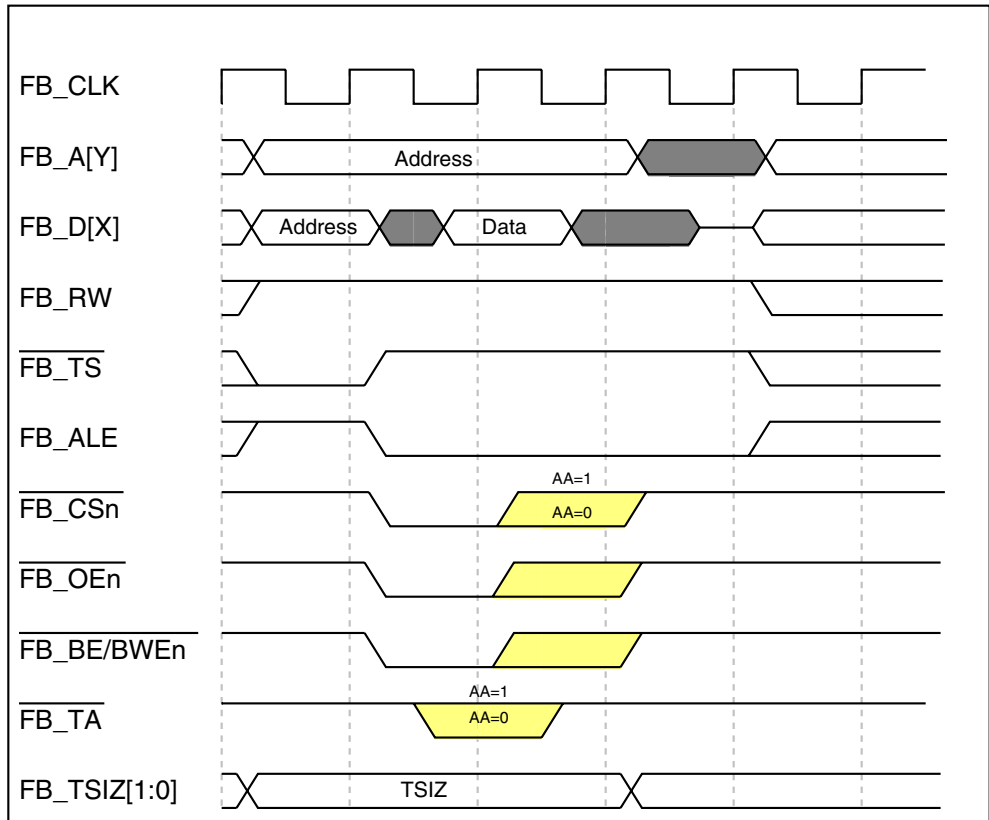 FB_CLK
FB_A[Y] Address
FB_D[X] Address Data
FB_RW
FB_TS
FB_ALE
AA=1
FB_CSn AA=0
FB_OEn
FB_BE/BWEn
AA=1
FB_TA AA=0
FB_TSIZ[1:0] TSIZ